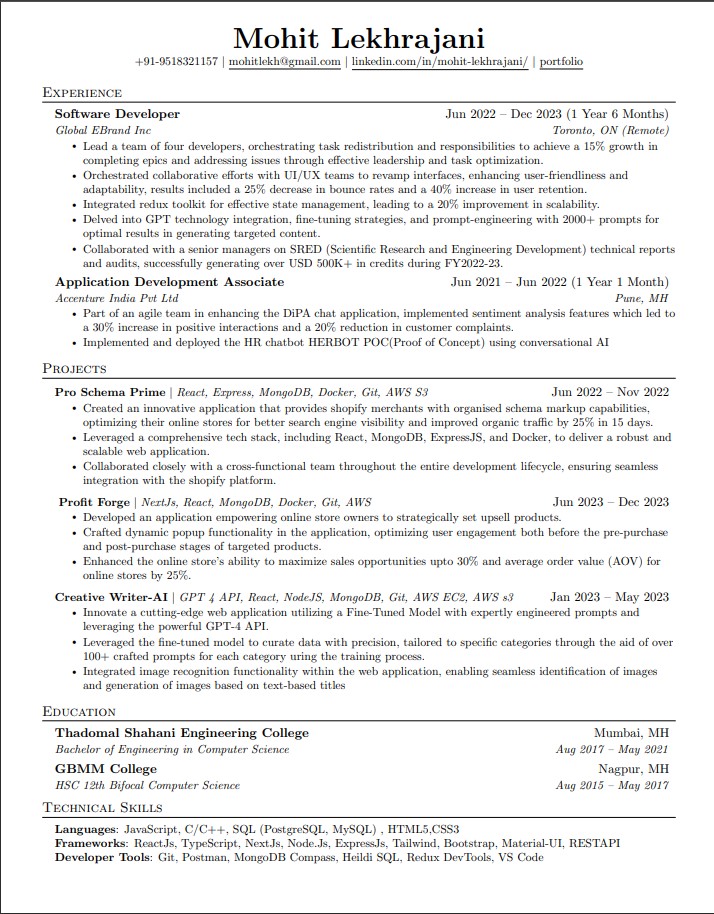 Mohit Lekhrajani
+91-9518321157 | mohitlekh@gmail.com | linkedin.com/in/mohit-lekhrajani/ | portfolio
Experience
Software Developer Jun 2022 – Dec 2023 (1 Year 6 Months)
Global EBrand Inc Toronto, ON (Remote)
• Lead a team of four developers, orchestrating task redistribution and responsibilities to achieve a 15% growth in
completing epics and addressing issues through effective leadership and task optimization.
• Orchestrated collaborative efforts with UI/UX teams to revamp interfaces, enhancing user-friendliness and
adaptability, results included a 25% decrease in bounce rates and a 40% increase in user retention.
• Integrated redux toolkit for effective state management, leading to a 20% improvement in scalability.
• Delved into GPT technology integration, fine-tuning strategies, and prompt-engineering with 2000+ prompts for
optimal results in generating targeted content.
• Collaborated with a senior managers on SRED (Scientific Research and Engineering Development) technical reports
and audits, successfully generating over USD 500K+ in credits during FY2022-23.
Application Development Associate Jun 2021 – Jun 2022 (1 Year 1 Month)
Accenture India Pvt Ltd Pune, MH
• Part of an agile team in enhancing the DiPA chat application, implemented sentiment analysis features which led to
a 30% increase in positive interactions and a 20% reduction in customer complaints.
• Implemented and deployed the HR chatbot HERBOT POC(Proof of Concept) using conversational AI
Projects
Pro Schema Prime | React, Express, MongoDB, Docker, Git, AWS S3 Jun 2022 – Nov 2022
• Created an innovative application that provides shopify merchants with organised schema markup capabilities,
optimizing their online stores for better search engine visibility and improved organic traffic by 25% in 15 days.
• Leveraged a comprehensive tech stack, including React, MongoDB, ExpressJS, and Docker, to deliver a robust and
scalable web application.
• Collaborated closely with a cross-functional team throughout the entire development lifecycle, ensuring seamless
integration with the shopify platform.
Profit Forge | NextJs, React, MongoDB, Docker, Git, AWS Jun 2023 – Dec 2023
• Developed an application empowering online store owners to strategically set upsell products.
• Crafted dynamic popup functionality in the application, optimizing user engagement both before the pre-purchase
and post-purchase stages of targeted products.
• Enhanced the online store's ability to maximize sales opportunities upto 30% and average order value (AOV) for
online stores by 25%.
Creative Writer-AI | GPT 4 API, React, NodeJS, MongoDB, Git, AWS EC2, AWS s3 Jan 2023 – May 2023
• Innovate a cutting-edge web application utilizing a Fine-Tuned Model with expertly engineered prompts and
leveraging the powerful GPT-4 API.
• Leveraged the fine-tuned model to curate data with precision, tailored to specific categories through the aid of over
100+ crafted prompts for each category uring the training process.
• Integrated image recognition functionality within the web application, enabling seamless identification of images
and generation of images based on text-based titles
Education
Thadomal Shahani Engineering College Mumbai, MH
Bachelor of Engineering in Computer Science Aug 2017 – May 2021
GBMM College Nagpur, MH
HSC 12th Bifocal Computer Science Aug 2015 – May 2017
Technical Skills
Languages: JavaScript, C/C++, SQL (PostgreSQL, MySQL) , HTML5,CSS3
Frameworks: ReactJs, TypeScript, NextJs, Node.Js, ExpressJs, Tailwind, Bootstrap, Material-UI, RESTAPI
Developer Tools: Git, Postman, MongoDB Compass, Heildi SQL, Redux DevTools, VS Code